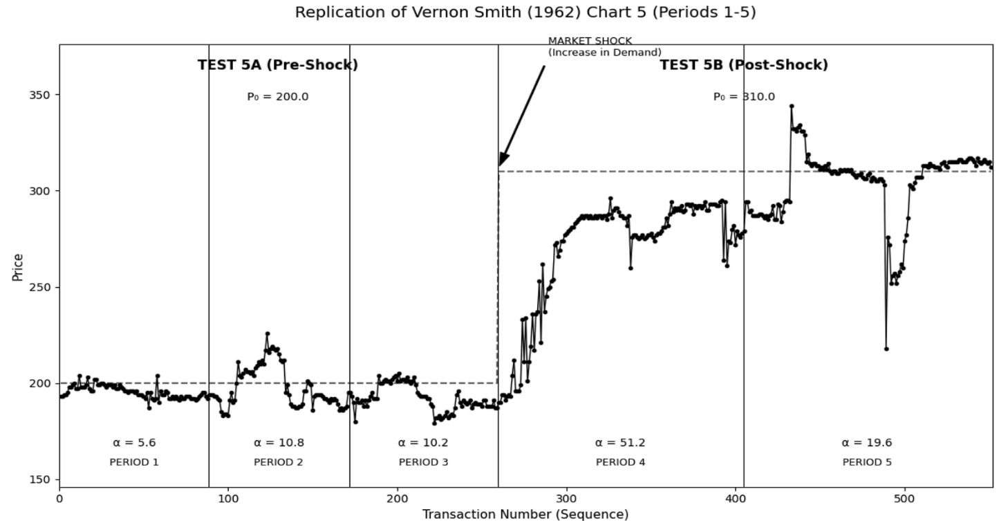 Replication of Vernon Smith (1962) Chart 5 (Periods 1-5)
MARKET SHOCK
(Increase in Demand)
TEST 5A (Pre-Shock)
TEST 5B (Post-Shock)
P₀ = 200.0
P₀ = 310.0
350
300
250
200
150
Price
α = 5.6
α = 10.8
α = 10.2
α = 51.2
α = 19.6
PERIOD 1
PERIOD 2
PERIOD 3
PERIOD 4
PERIOD 5
0
100
200
300
400
500
Transaction Number (Sequence)